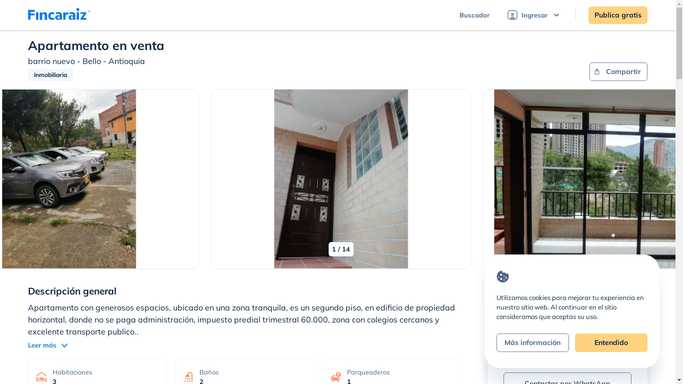 Fincaraiz
Buscador
Ingresar
Publica gratis
Apartamento en venta
barrio nuevo - Bello - Antioquia
Inmobiliaria
Compartir
1 / 14
Descripción general
Apartamento con generosos espacios, ubicado en una zona tranquila, es un segundo piso, en edificio de propiedad
horizontal, donde no se paga administración, impuesto predial trimestral 60.000, zona con colegios cercanos y
excelente transporte publico..
Leer más
Habitaciones
3
Baños
2
Parqueaderos
1
Utilizamos cookies para mejorar tu experiencia en
nuestro sitio web. Al continuar en el sitio
consideramos que aceptas su uso.
Más información
Entendido
Contactar por WhatsApp